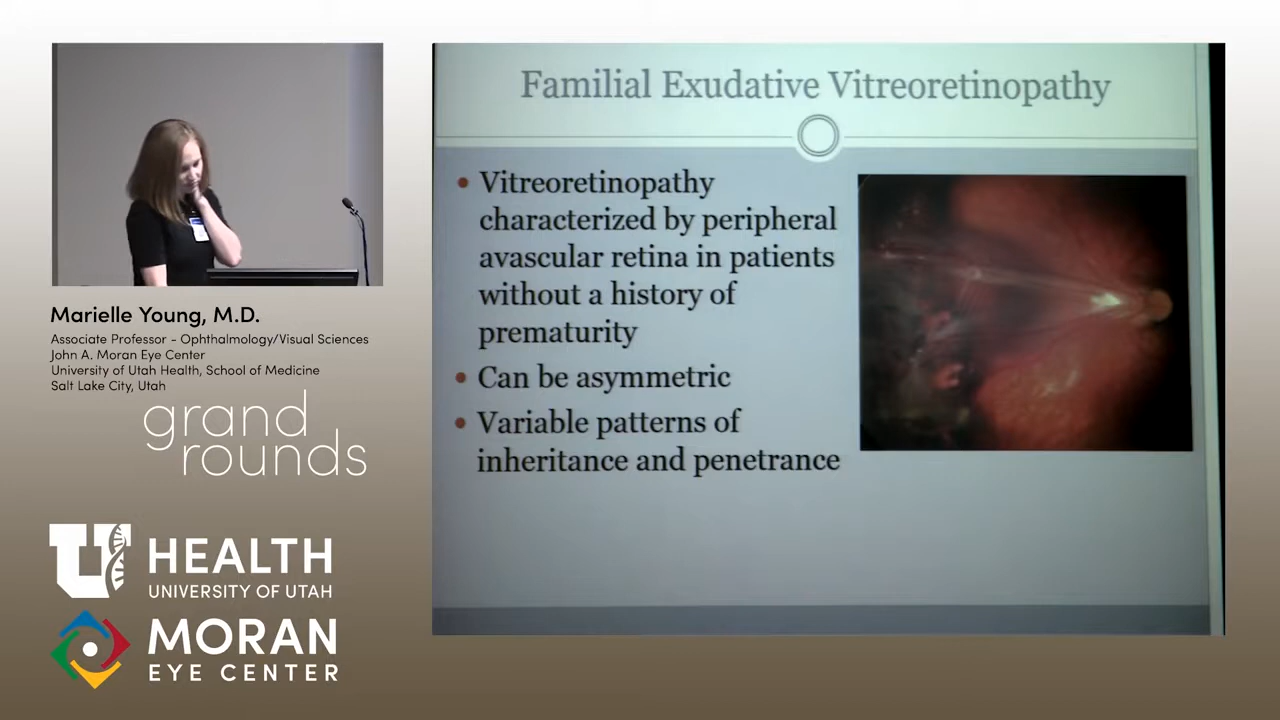 Familial Exudative Vitreoretinopathy
• Vitreoretinopathy
characterized by peripheral
avascular retina in patients
without a history of
prematurity
• Can be asymmetric
• Variable patterns of
inheritance and penetrance
Marielle Young, M.D.
Associate Professor - Ophthalmology/Visual Sciences
John A. Moran Eye Center
University of Utah Health, School of Medicine
Salt Lake City, Utah
grand
rounds
U HEALTH
UNIVERSITY OF UTAH
MORAN
EYE CENTER